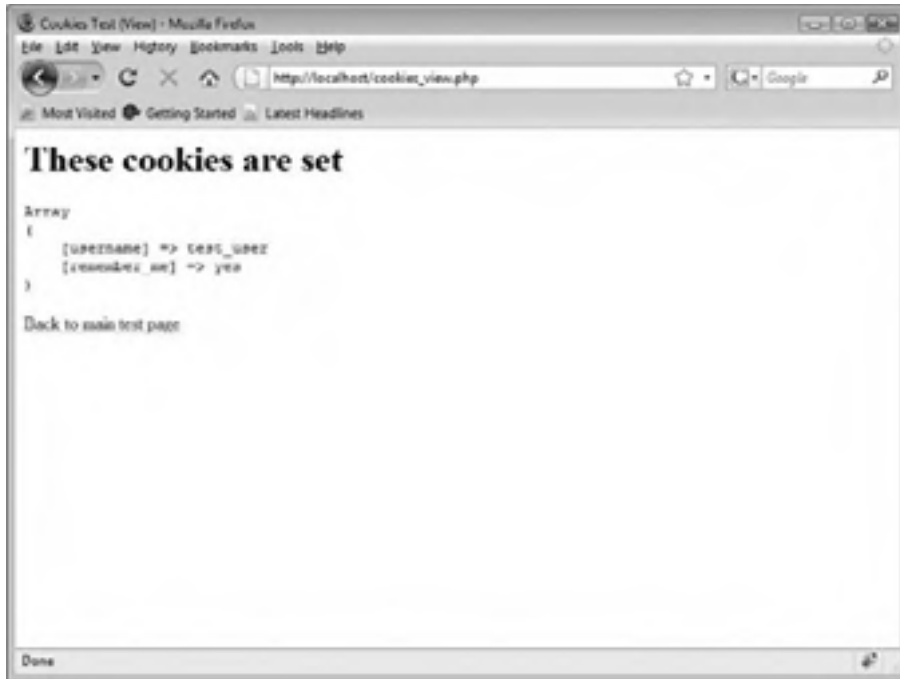 Cookies Test (View) - Mozilla Firefox
File Edit View History Bookmarks Tools Help
http://localhost/cookies_view.php
Google
Most Visited Getting Started Latest Headlines
These cookies are set
Array
(
    [username] => test_user
    [remember_me] => yes
)
Back to main test page
Done